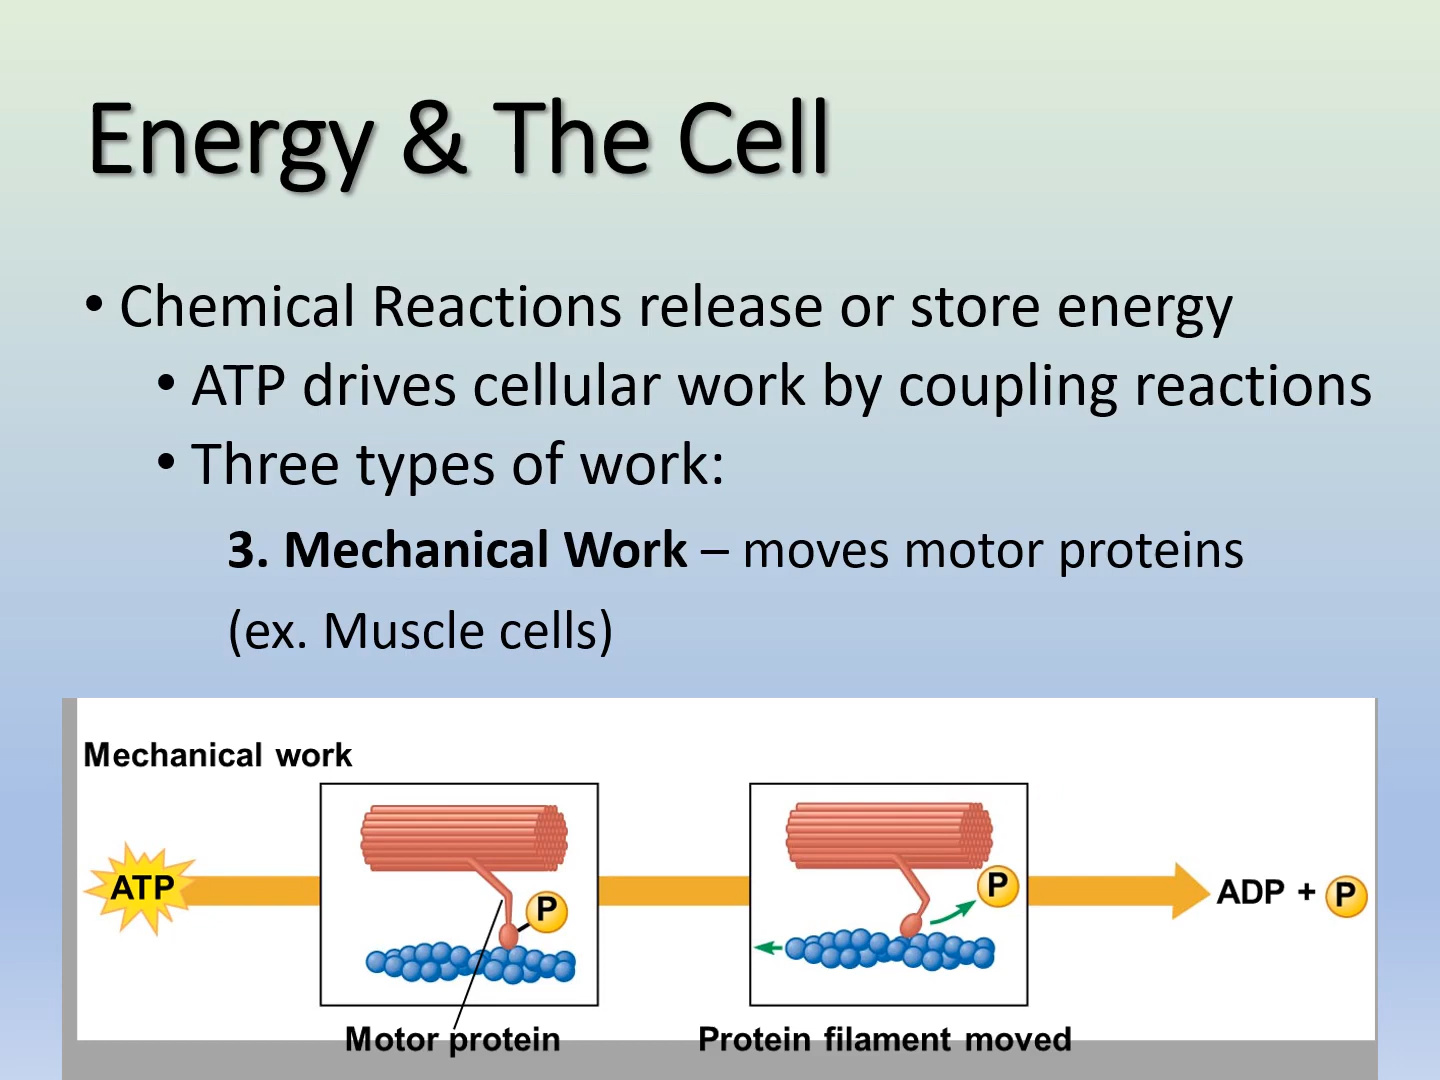 Energy & The Cell
• Chemical Reactions release or store energy
• ATP drives cellular work by coupling reactions
• Three types of work:
3. Mechanical Work – moves motor proteins
(ex. Muscle cells)
Mechanical work
ATP
P
P
ADP + P
Motor protein
Protein filament moved